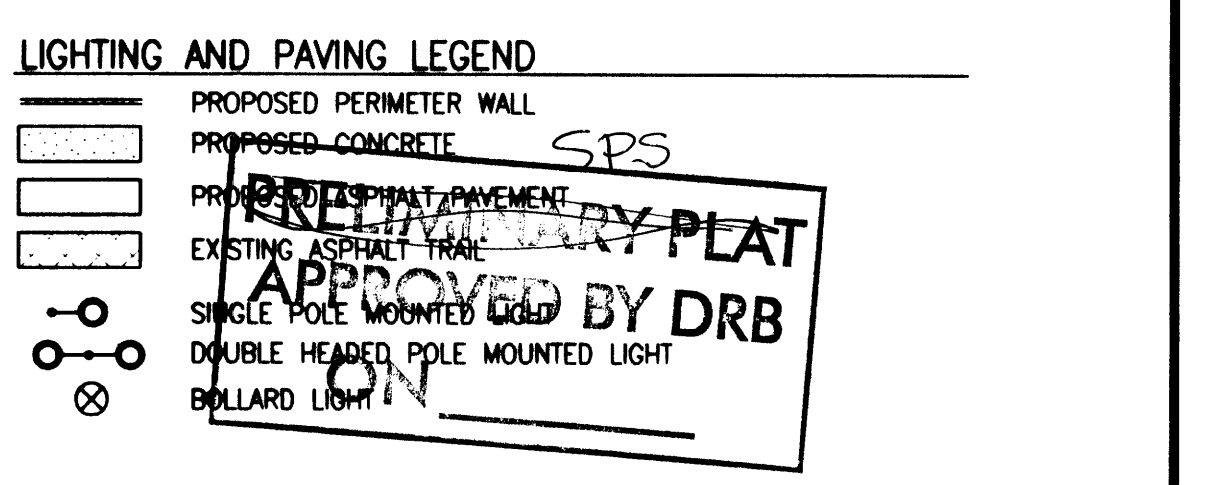 LIGHTING AND PAVING LEGEND
PROPOSED PERIMETER WALL
PROPOSED CONCRETE
PROPOSED ASPHALT PAVEMENT
EXISTING ASPHALT TRAIL
SINGLE POLE MOUNTED LIGHT
DOUBLE HEADED POLE MOUNTED LIGHT
BOLLARD LIGHT
SPS
PRELIMINARY PLAT
APPROVED BY DRB
ON